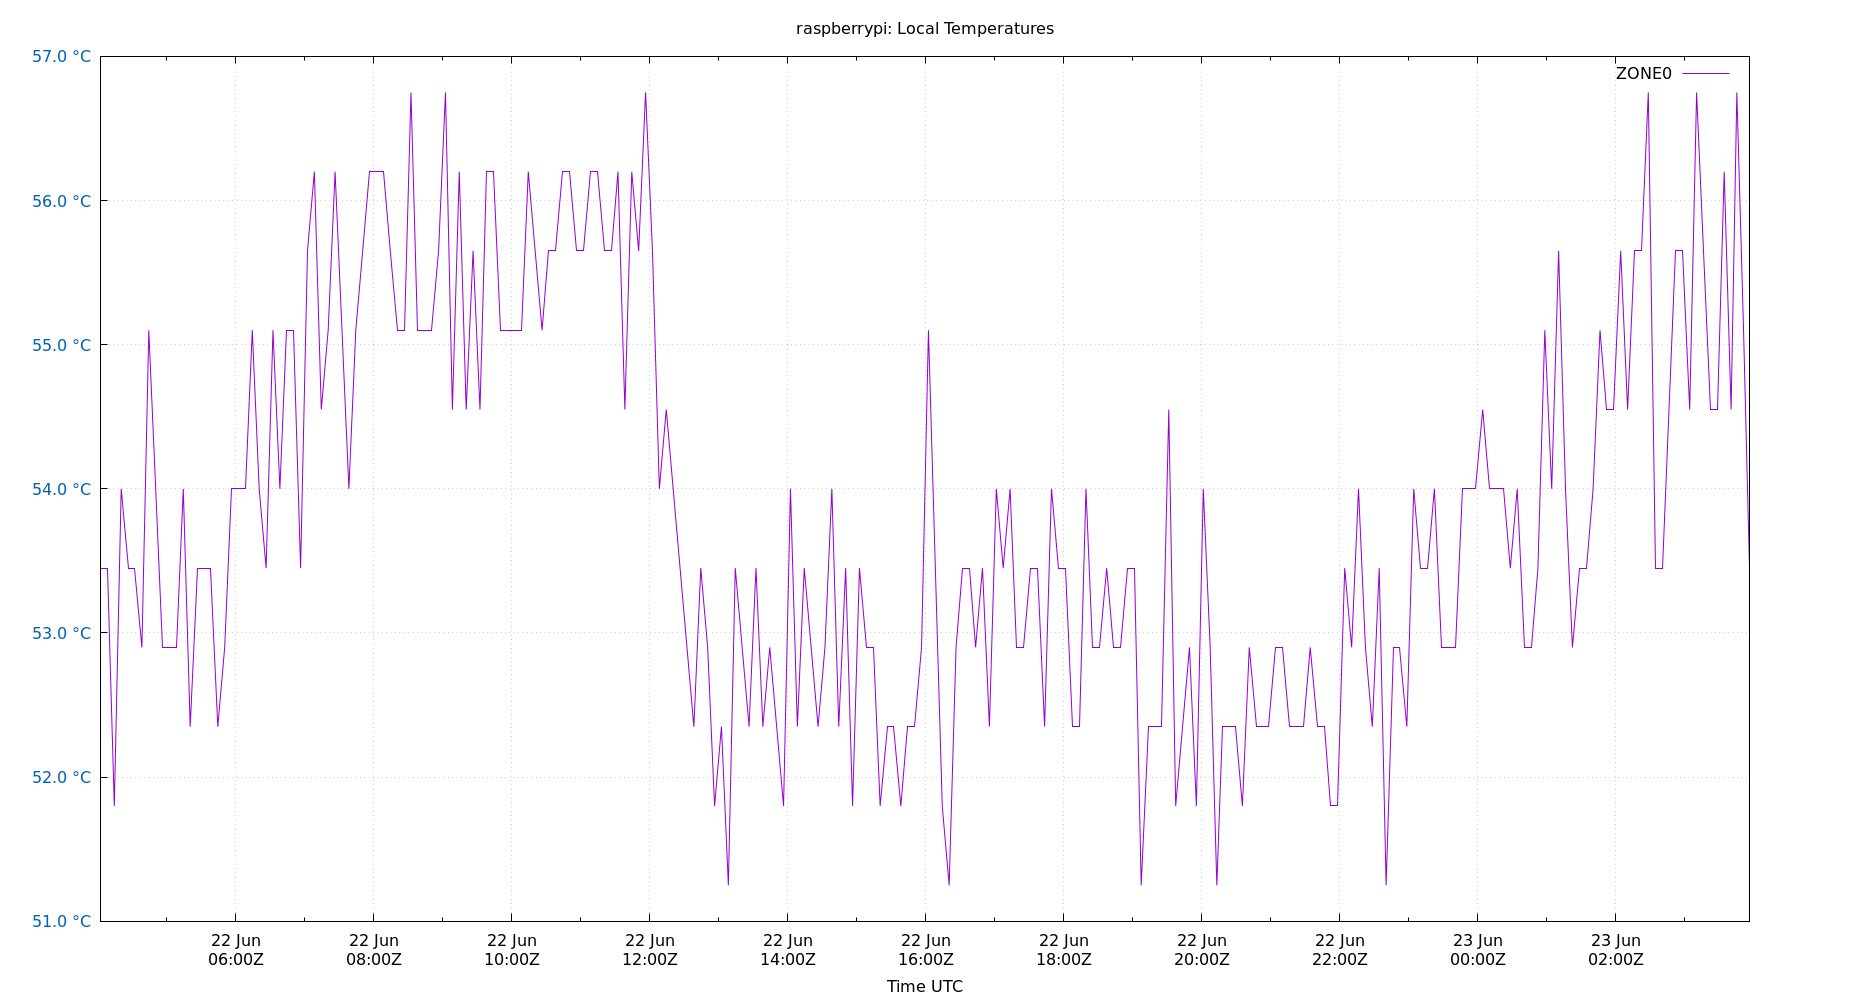 raspberrypi: Local Temperatures
57.0 °C
56.0 °C
55.0 °C
54.0 °C
53.0 °C
52.0 °C
51.0 °C
ZONE0
22 Jun 22 Jun 22 Jun 22 Jun 22 Jun 22 Jun 22 Jun 22 Jun 22 Jun 23 Jun 23 Jun
06:00Z 08:00Z 10:00Z 12:00Z 14:00Z 16:00Z 18:00Z 20:00Z 22:00Z 00:00Z 02:00Z
Time UTC